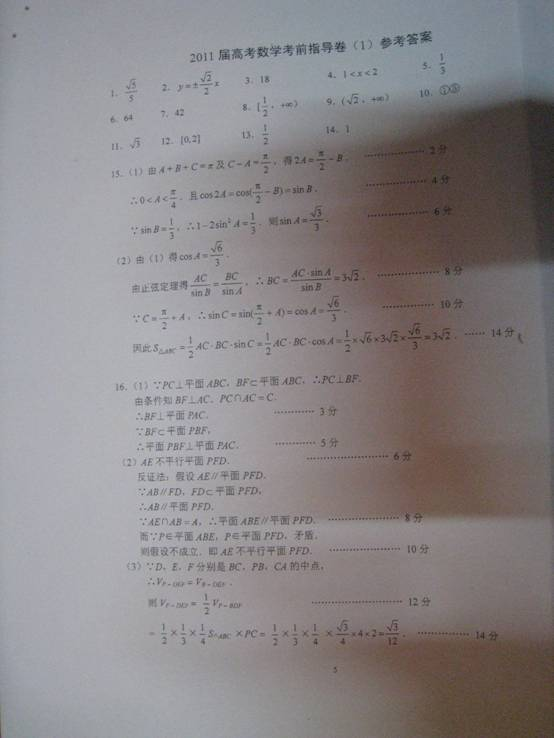 2011届高考数学考前指导卷（1）参考答案
1. √5/5  2. y=±√2/2 x  3. 18  4. 1<x<2  5. 1/3
6. 64  7. 42  8. [1/2, +∞)  9. (√2, +∞)  10. ①③
11. √3  12. [0,2]  13. 1/2  14. 1
15.（1）由A+B+C=π及C−A=π/2，得2A=π/2−B. ……………… 2分
∴0<A<π/4. 且cos2A=cos(π/2−B)=sinB. ……………… 4分
∵sinB=1/3，∴1−2sin²A=1/3. 则sinA=√3/3. ……………… 6分
（2）由（1）得cosA=√6/3.
由正弦定理得AC/sinB=BC/sinA，∴BC=AC·sinA/sinB=3√2. ……………… 8分
∵C=π/2+A，∴sinC=sin(π/2+A)=cosA=√6/3. ……………… 10分
因此S△ABC=1/2 AC·BC·sinC=1/2 AC·BC·cosA=1/2×√6×3√2×√6/3=3√2. …… 14分
16.（1）∵PC⊥平面ABC，BF⊂平面ABC，∴PC⊥BF.
由条件知BF⊥AC，PC∩AC=C.
∴BF⊥平面PAC. ………… 3分
∵BF⊂平面PBF，
∴平面PBF⊥平面PAC. ………… 5分
（2）AE不平行平面PFD. ……………………… 6分
反证法：假设AE∥平面PFD.
∵AB∥FD，FD⊂平面PFD，
∴AB∥平面PFD.
∵AE∩AB=A，∴平面ABE∥平面PFD. ………………… 8分
而∵P∈平面ABE，P∈平面PFD，矛盾.
则假设不成立. 即AE不平行平面PFD. ………………… 10分
（3）∵D、E、F分别是BC、PB、CA的中点，
∴V P−DEF = V B−DEF.
则V P−DEF = 1/2 V P−BDF ……………………… 12分
= 1/2×1/3×1/4 S△ABC×PC= 1/2×1/3×1/4×√3/4×4×2=√3/12. …………… 14分
5